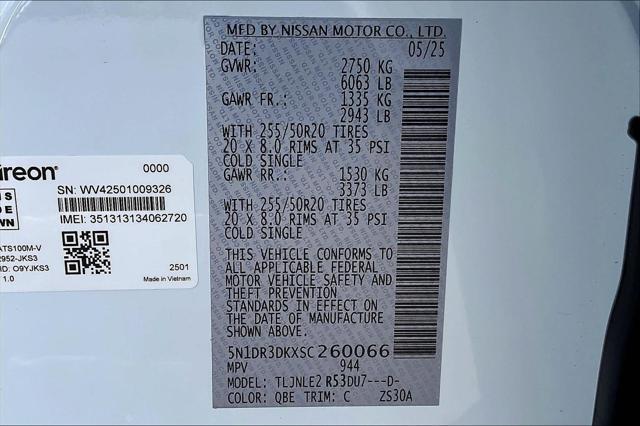 MFD BY NISSAN MOTOR CO., LTD.
DATE: 05/25
GVWR: 2750 KG
6063 LB
GAWR FR.: 1335 KG
2943 LB
WITH 255/50R20 TIRES
20 X 8.0 RIMS AT 35 PSI
COLD SINGLE
GAWR RR.: 1530 KG
3373 LB
WITH 255/50R20 TIRES
20 X 8.0 RIMS AT 35 PSI
COLD SINGLE
THIS VEHICLE CONFORMS TO
ALL APPLICABLE FEDERAL
MOTOR VEHICLE SAFETY AND
THEFT PREVENTION
STANDARDS IN EFFECT ON
THE DATE OF MANUFACTURE
SHOWN ABOVE.
5N1DR3DKXSC260066
MPV 944
MODEL: TLJNLE2 R53DU7---D-
COLOR: QBE TRIM: C ZS30A
ireon 0000
SN: WV42501009326
IMEI: 351313134062720
ATS100M-V
2952-JKS3
ID: O9YJKS3
1.0
2501
Made in Vietnam